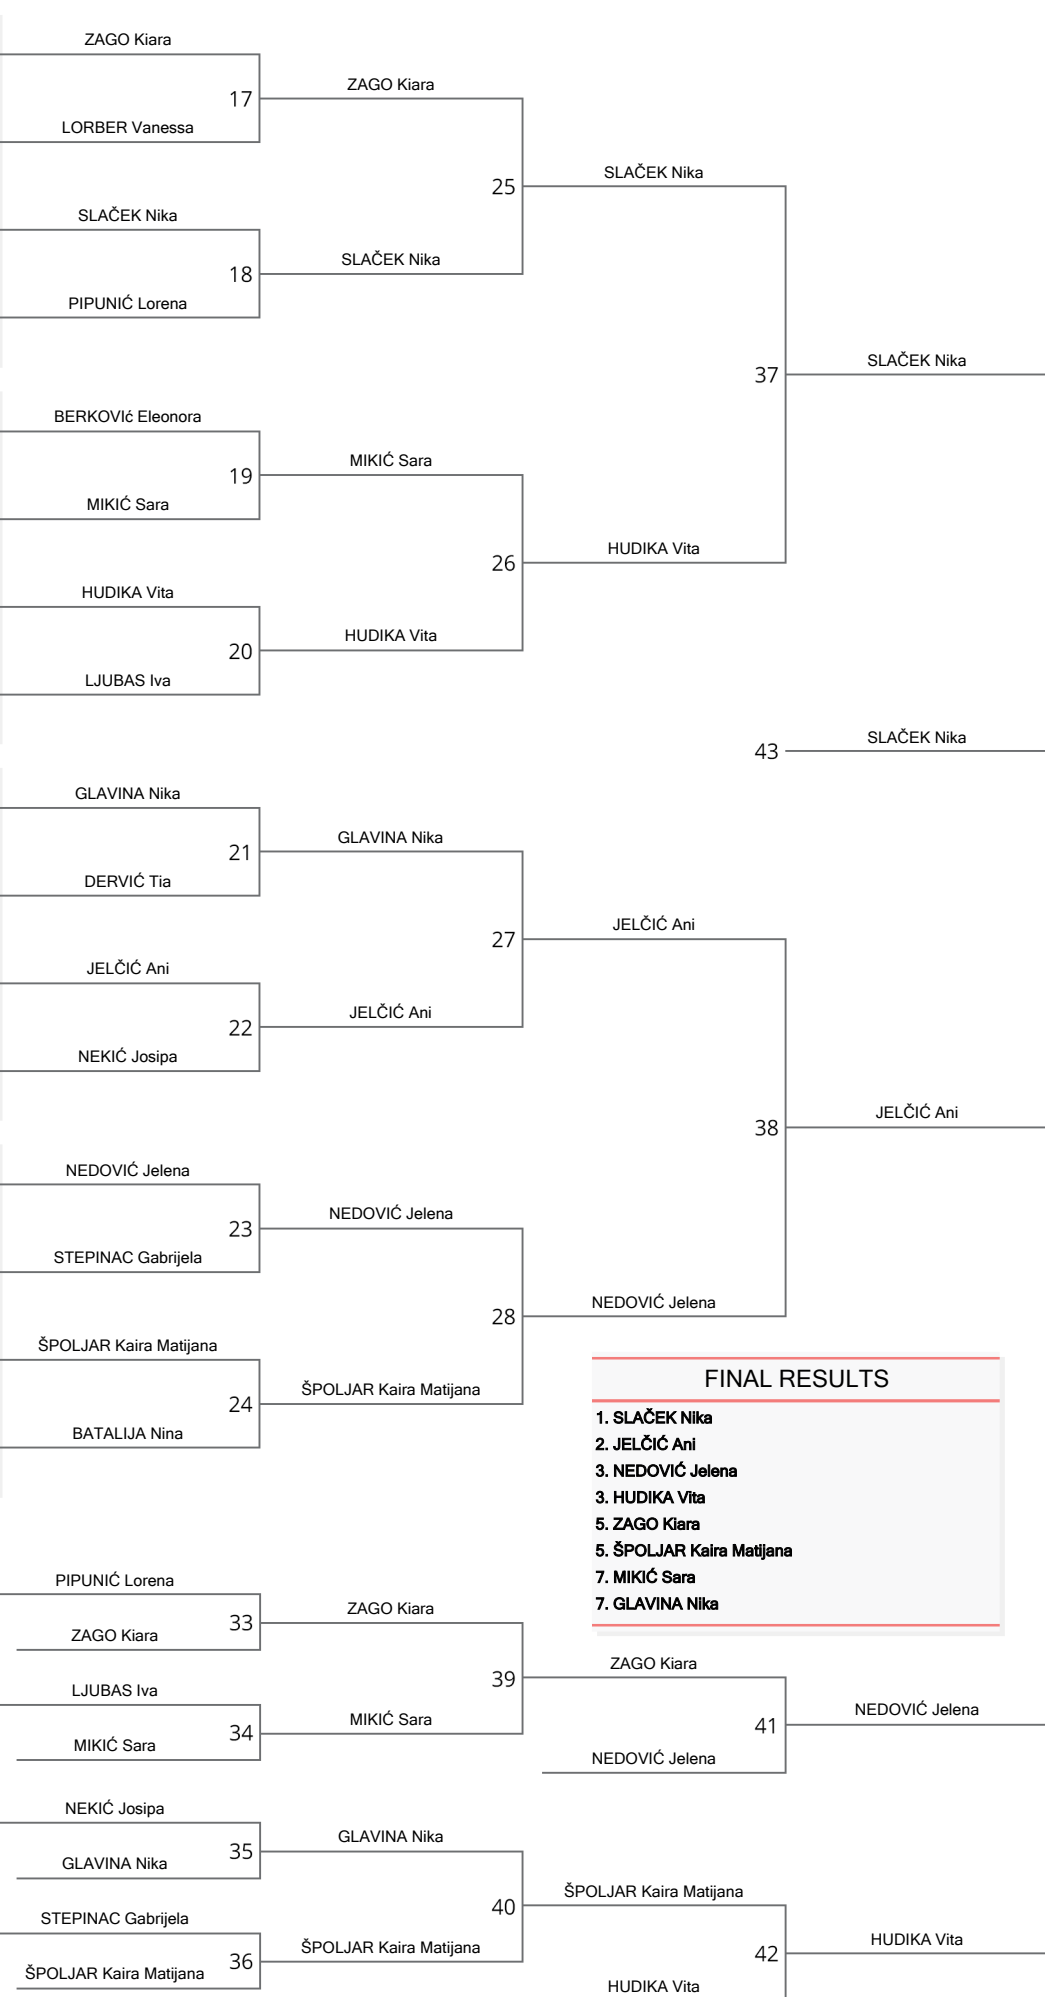 ZAGO Kiara
17
ZAGO Kiara
LORBER Vanessa
25
SLAČEK Nika
SLAČEK Nika
18
SLAČEK Nika
PIPUNIĆ Lorena
37
SLAČEK Nika
BERKOVIć Eleonora
19
MIKIĆ Sara
MIKIĆ Sara
26
HUDIKA Vita
HUDIKA Vita
20
HUDIKA Vita
LJUBAS Iva
43
SLAČEK Nika
GLAVINA Nika
21
GLAVINA Nika
DERVIĆ Tia
27
JELČIĆ Ani
JELČIĆ Ani
22
JELČIĆ Ani
NEKIĆ Josipa
38
JELČIĆ Ani
NEDOVIĆ Jelena
23
NEDOVIĆ Jelena
STEPINAC Gabrijela
28
NEDOVIĆ Jelena
ŠPOLJAR Kaira Matijana
24
ŠPOLJAR Kaira Matijana
BATALIJA Nina
FINAL RESULTS
1. SLAČEK Nika
2. JELČIĆ Ani
3. NEDOVIĆ Jelena
3. HUDIKA Vita
5. ZAGO Kiara
5. ŠPOLJAR Kaira Matijana
7. MIKIĆ Sara
7. GLAVINA Nika
PIPUNIĆ Lorena
33
ZAGO Kiara
ZAGO Kiara
39
ZAGO Kiara
LJUBAS Iva
34
MIKIĆ Sara
MIKIĆ Sara
41
NEDOVIĆ Jelena
NEDOVIĆ Jelena
NEKIĆ Josipa
35
GLAVINA Nika
GLAVINA Nika
40
ŠPOLJAR Kaira Matijana
STEPINAC Gabrijela
36
ŠPOLJAR Kaira Matijana
ŠPOLJAR Kaira Matijana
42
HUDIKA Vita
HUDIKA Vita